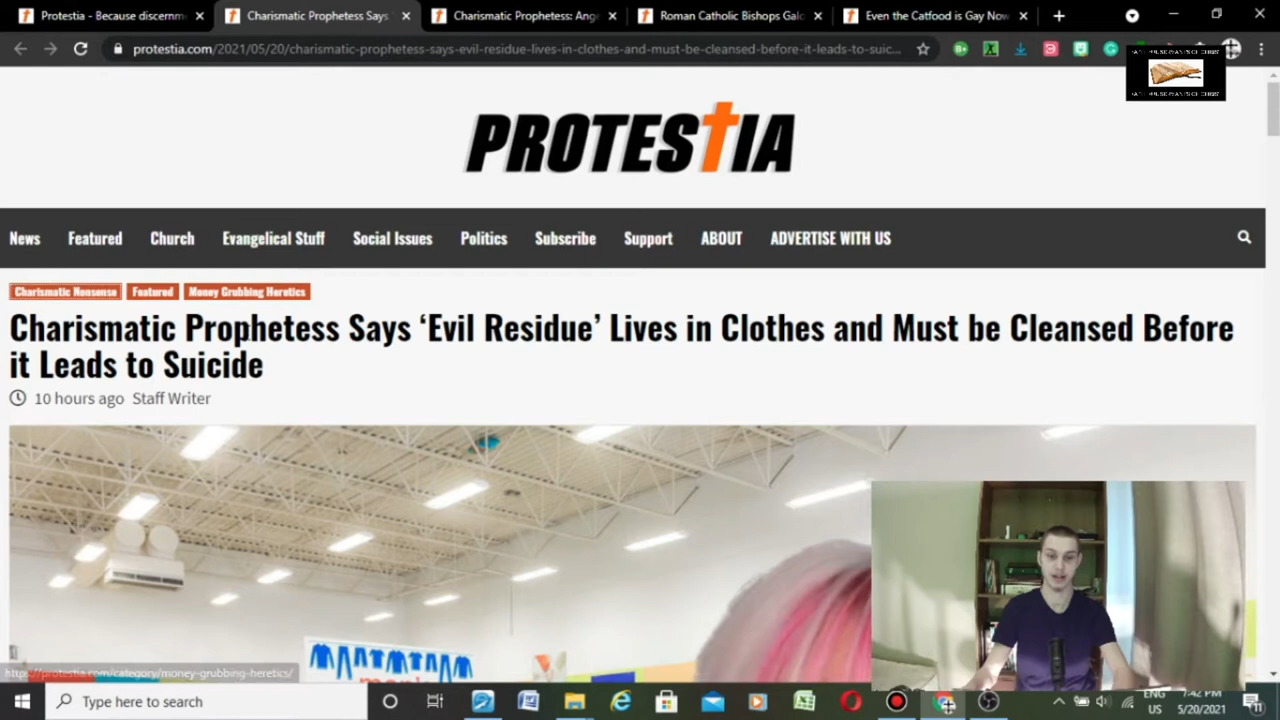 Protestia - Because discernm
Charismatic Prophetess Says '
Charismatic Prophetess: Ang
Roman Catholic Bishops Galo
Even the Catfood is Gay Now
protestia.com/2021/05/20/charismatic-prophetess-says-evil-residue-lives-in-clothes-and-must-be-cleansed-before-it-leads-to-suic...
PROTESTIA
News Featured Church Evangelical Stuff Social Issues Politics Subscribe Support ABOUT ADVERTISE WITH US
Charismatic Nonsense Featured Money Grubbing Heretics
Charismatic Prophetess Says ‘Evil Residue’ Lives in Clothes and Must be Cleansed Before
it Leads to Suicide
10 hours ago Staff Writer
https://protestia.com/category/money-grubbing-heretics/
Type here to search
ENG
US
7:42 PM
5/20/2021
11